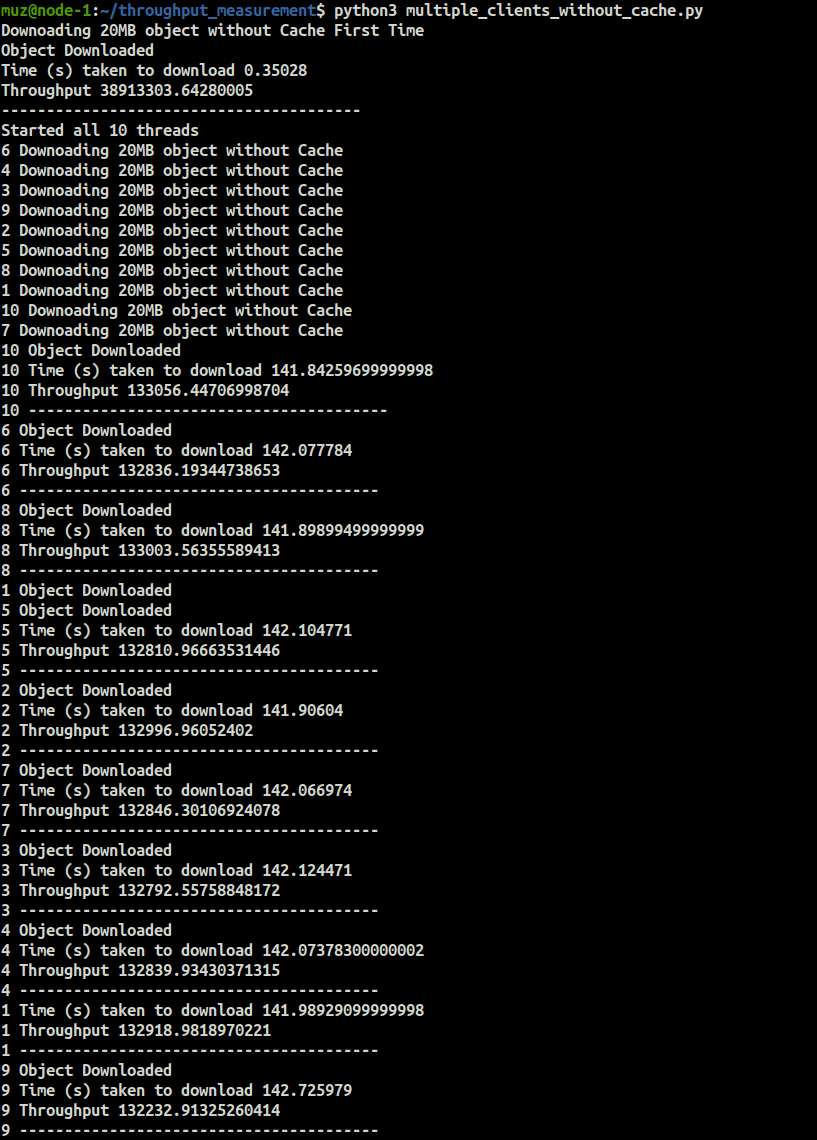 muz@node-1:~/throughput_measurement$ python3 multiple_clients_without_cache.py
Downoading 20MB object without Cache First Time
Object Downloaded
Time (s) taken to download 0.35028
Throughput 38913303.64280005
----------------------------------------
Started all 10 threads
6 Downoading 20MB object without Cache
4 Downoading 20MB object without Cache
3 Downoading 20MB object without Cache
9 Downoading 20MB object without Cache
2 Downoading 20MB object without Cache
5 Downoading 20MB object without Cache
8 Downoading 20MB object without Cache
1 Downoading 20MB object without Cache
10 Downoading 20MB object without Cache
7 Downoading 20MB object without Cache
10 Object Downloaded
10 Time (s) taken to download 141.84259699999998
10 Throughput 133056.44706998704
10 ----------------------------------------
6 Object Downloaded
6 Time (s) taken to download 142.077784
6 Throughput 132836.19344738653
6 ----------------------------------------
8 Object Downloaded
8 Time (s) taken to download 141.89899499999999
8 Throughput 133003.56355589413
8 ----------------------------------------
1 Object Downloaded
5 Object Downloaded
5 Time (s) taken to download 142.104771
5 Throughput 132810.96663531446
5 ----------------------------------------
2 Object Downloaded
2 Time (s) taken to download 141.90604
2 Throughput 132996.96052402
2 ----------------------------------------
7 Object Downloaded
7 Time (s) taken to download 142.066974
7 Throughput 132846.30106924078
7 ----------------------------------------
3 Object Downloaded
3 Time (s) taken to download 142.124471
3 Throughput 132792.55758848172
3 ----------------------------------------
4 Object Downloaded
4 Time (s) taken to download 142.07378300000002
4 Throughput 132839.93430371315
4 ----------------------------------------
1 Time (s) taken to download 141.98929099999998
1 Throughput 132918.9818970221
1 ----------------------------------------
9 Object Downloaded
9 Time (s) taken to download 142.725979
9 Throughput 132232.91325260414
9 ----------------------------------------